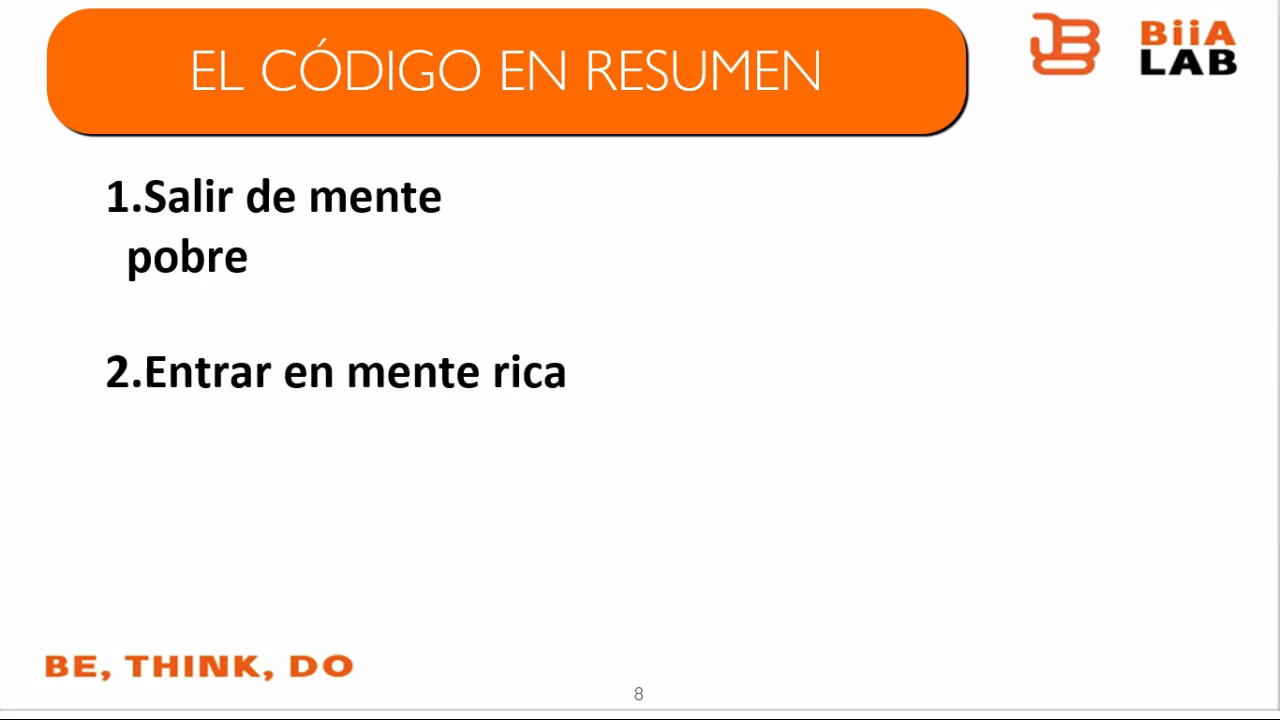 EL CÓDIGO EN RESUMEN
BiiA
LAB
1.Salir de mente
pobre
2.Entrar en mente rica
BE, THINK, DO
8